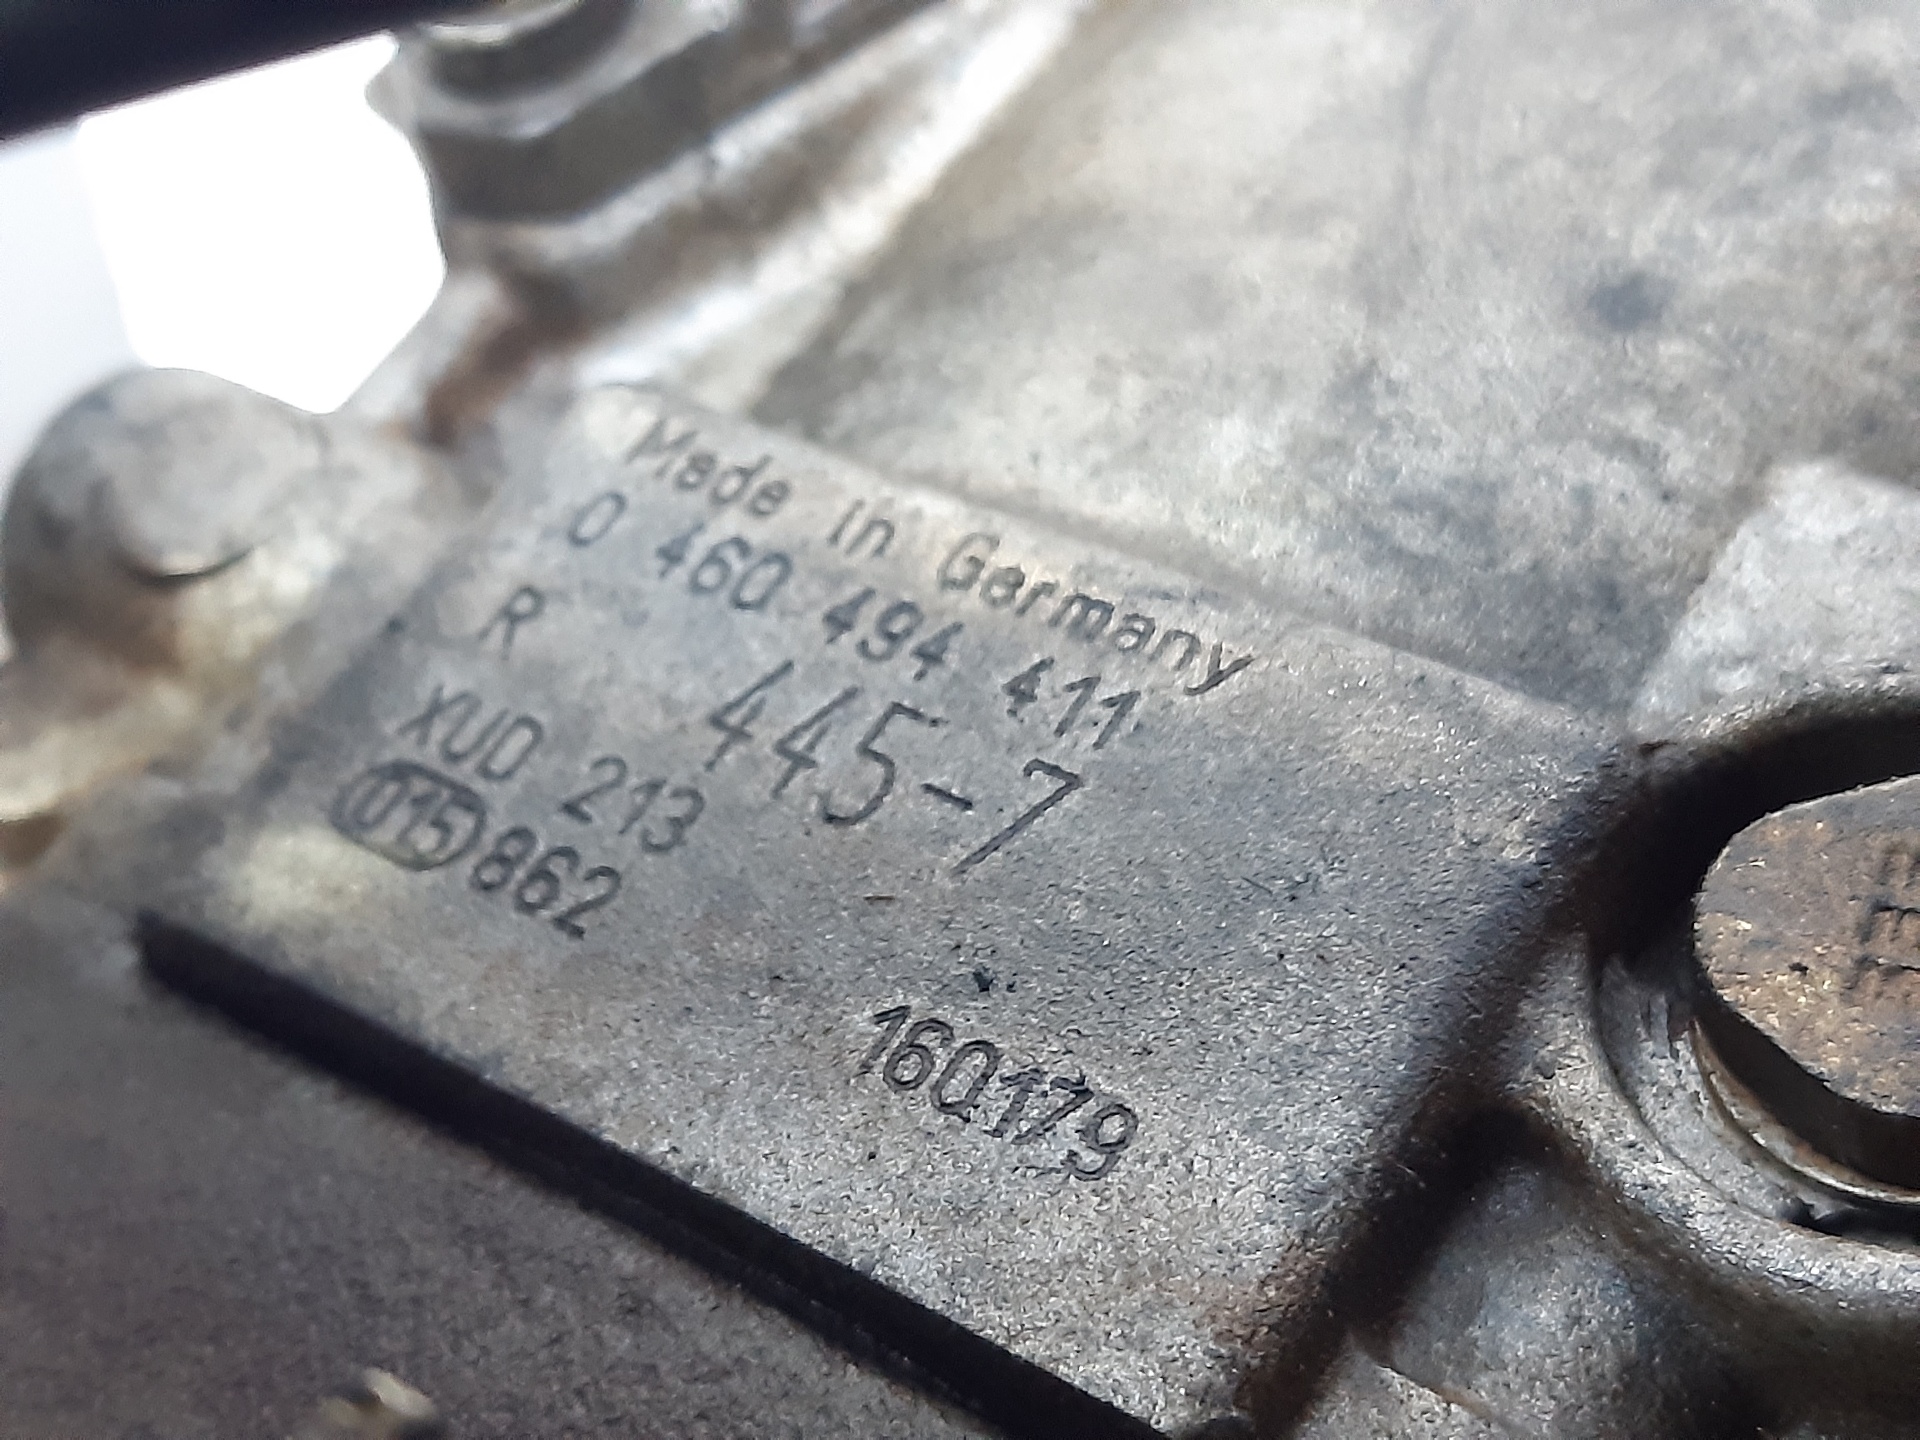 Made in Germany
0 460 494 411
R 445-7
XUD 213
015 862
160179